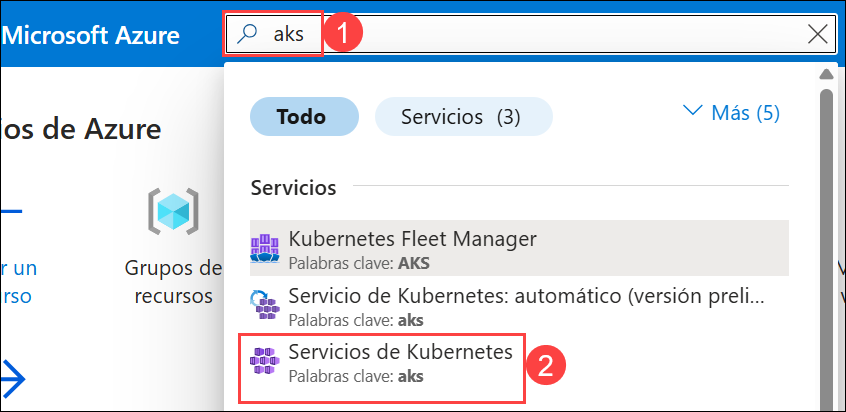 Microsoft Azure
aks
1
Todo
Servicios (3)
Más (5)
ios de Azure
Servicios
Kubernetes Fleet Manager
Palabras clave: AKS
r un
urso
Grupos de
recursos
Servicio de Kubernetes: automático (versión preli...
Palabras clave: aks
Servicios de Kubernetes
Palabras clave: aks
2